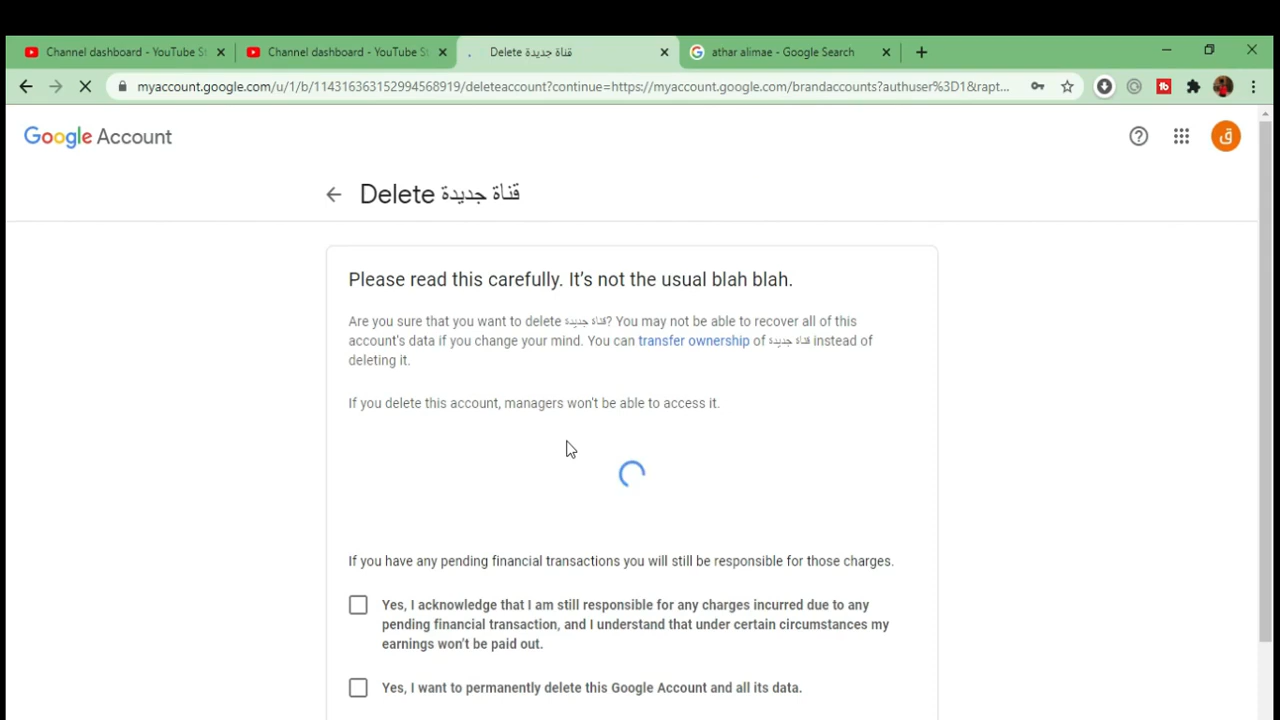 Channel dashboard - YouTube St
Channel dashboard - YouTube St
Delete قناة جديدة
athar alimae - Google Search
myaccount.google.com/u/1/b/114316363152994568919/deleteaccount?continue=https://myaccount.google.com/brandaccounts?authuser%3D1&rapt...
Google Account
ق
Delete قناة جديدة
Please read this carefully. It’s not the usual blah blah.
Are you sure that you want to delete قناة جديدة? You may not be able to recover all of this
account's data if you change your mind. You can transfer ownership of قناة جديدة instead of
deleting it.
If you delete this account, managers won't be able to access it.
If you have any pending financial transactions you will still be responsible for those charges.
Yes, I acknowledge that I am still responsible for any charges incurred due to any
pending financial transaction, and I understand that under certain circumstances my
earnings won’t be paid out.
Yes, I want to permanently delete this Google Account and all its data.